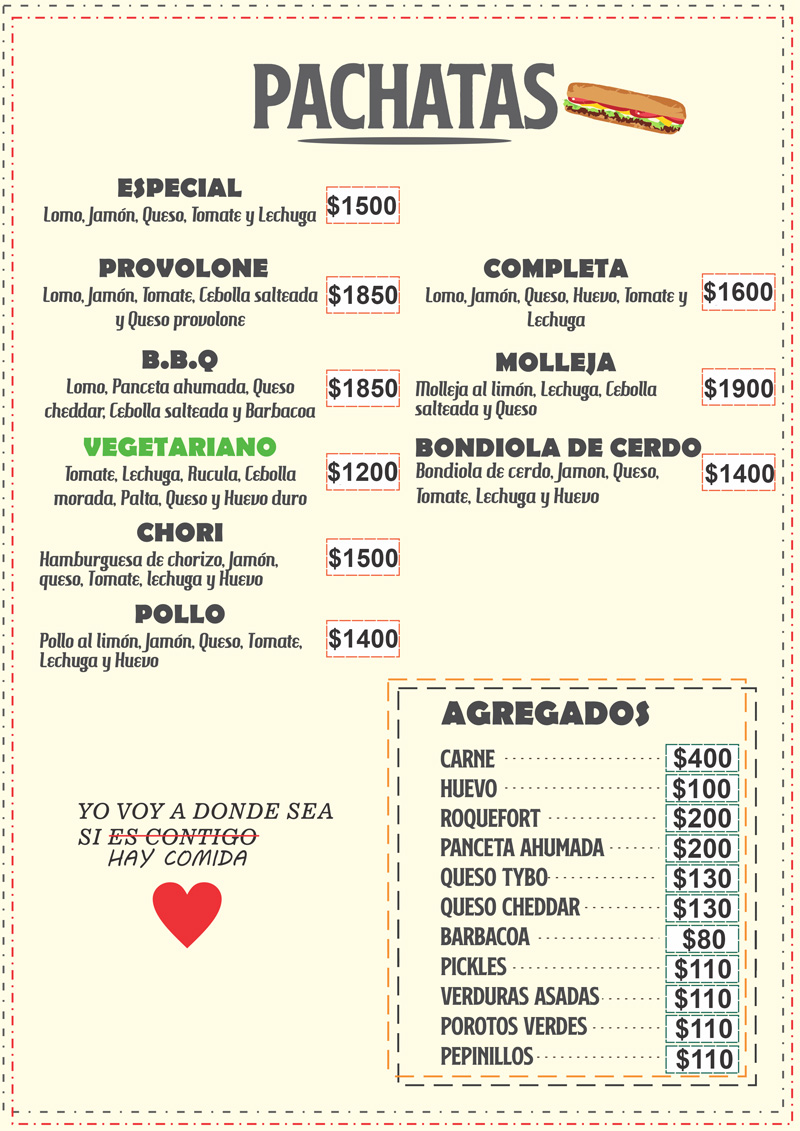 PACHATAS
ESPECIAL
Lomo, Jamón, Queso, Tomate y Lechuga
$1500
PROVOLONE
Lomo, Jamón, Tomate, Cebolla salteada
y Queso provolone
$1850
B.B.Q
Lomo, Panceta ahumada, Queso
cheddar, Cebolla salteada y Barbacoa
$1850
VEGETARIANO
Tomate, Lechuga, Rucula, Cebolla
morada, Palta, Queso y Huevo duro
$1200
CHORI
Hamburguesa de chorizo, Jamón,
queso, Tomate, lechuga y Huevo
$1500
POLLO
Pollo al limón, Jamón, Queso, Tomate,
Lechuga y Huevo
$1400
COMPLETA
Lomo, Jamón, Queso, Huevo, Tomate y
Lechuga
$1600
MOLLEJA
Molleja al limón, Lechuga, Cebolla
salteada y Queso
$1900
BONDIOLA DE CERDO
Bondiola de cerdo, Jamon, Queso,
Tomate, Lechuga y Huevo
$1400
YO VOY A DONDE SEA
SI ES CONTIGO
HAY COMIDA
AGREGADOS
CARNE $400
HUEVO $100
ROQUEFORT $200
PANCETA AHUMADA $200
QUESO TYBO $130
QUESO CHEDDAR $130
BARBACOA $80
PICKLES $110
VERDURAS ASADAS $110
POROTOS VERDES $110
PEPINILLOS $110